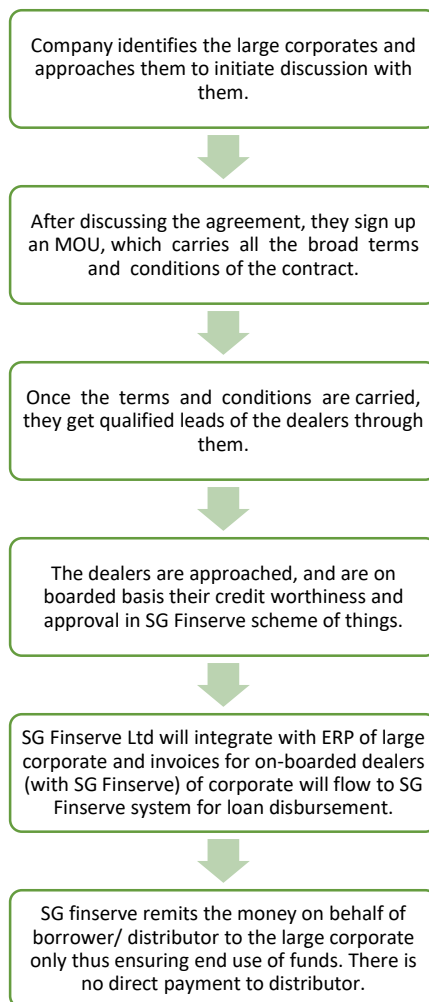 Company identifies the large corporates and
approaches them to initiate discussion with
them.
After discussing the agreement, they sign up
an MOU, which carries all the broad terms
and conditions of the contract.
Once the terms and conditions are carried,
they get qualified leads of the dealers through
them.
The dealers are approached, and are on
boarded basis their credit worthiness and
approval in SG Finserve scheme of things.
SG Finserve Ltd will integrate with ERP of large
corporate and invoices for on-boarded dealers
(with SG Finserve) of corporate will flow to SG
Finserve system for loan disbursement.
SG finserve remits the money on behalf of
borrower/ distributor to the large corporate
only thus ensuring end use of funds. There is
no direct payment to distributor.